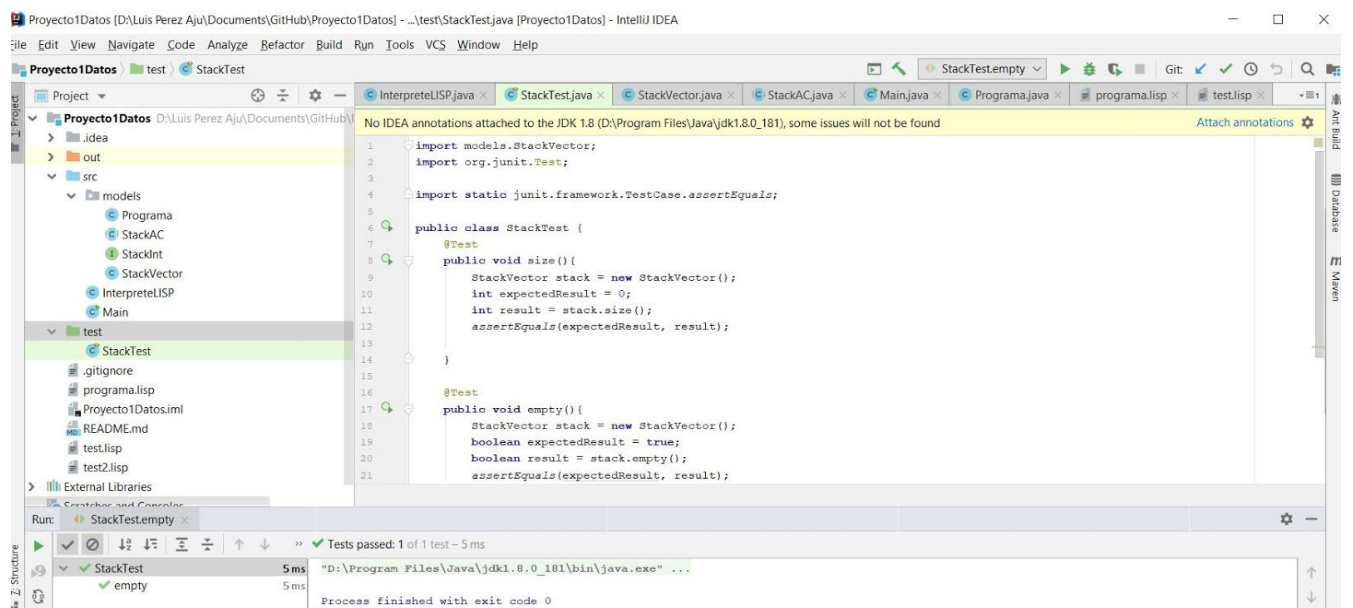 Proyecto1Datos [D:\Luis Perez Aju\Documents\GitHub\Proyecto1Datos] - ...\test\StackTest.java [Proyecto1Datos] - IntelliJ IDEA
File Edit View Navigate Code Analyze Refactor Build Run Tools VCS Window Help
Proyecto1Datos test StackTest
StackTest.empty
Git:
Project
InterpreteLISP.java StackTest.java StackVector.java StackAC.java Main.java Programa.java programa.lisp test.lisp
1
1: Project
Proyecto1Datos D:\Luis Perez Aju\Documents\GitHub\
.idea
out
src
models
Programa
StackAC
StackInt
StackVector
InterpreteLISP
Main
test
StackTest
.gitignore
programa.lisp
Proyecto1Datos.iml
README.md
test.lisp
test2.lisp
External Libraries
Scratches and Consoles
No IDEA annotations attached to the JDK 1.8 (D:\Program Files\Java\jdk1.8.0_181), some issues will not be found
Attach annotations
1 import models.StackVector;
2 import org.junit.Test;
3
4 import static junit.framework.TestCase.assertEquals;
5
6 public class StackTest {
7 @Test
8 public void size(){
9 StackVector stack = new StackVector();
10 int expectedResult = 0;
11 int result = stack.size();
12 assertEquals(expectedResult, result);
13
14 }
15
16 @Test
17 public void empty(){
18 StackVector stack = new StackVector();
19 boolean expectedResult = true;
20 boolean result = stack.empty();
21 assertEquals(expectedResult, result);
Ant Build
Database
Maven
Run: StackTest.empty
Tests passed: 1 of 1 test – 5 ms
StackTest 5 ms
empty 5 ms
"D:\Program Files\Java\jdk1.8.0_181\bin\java.exe" ...
Process finished with exit code 0
Z: Structure